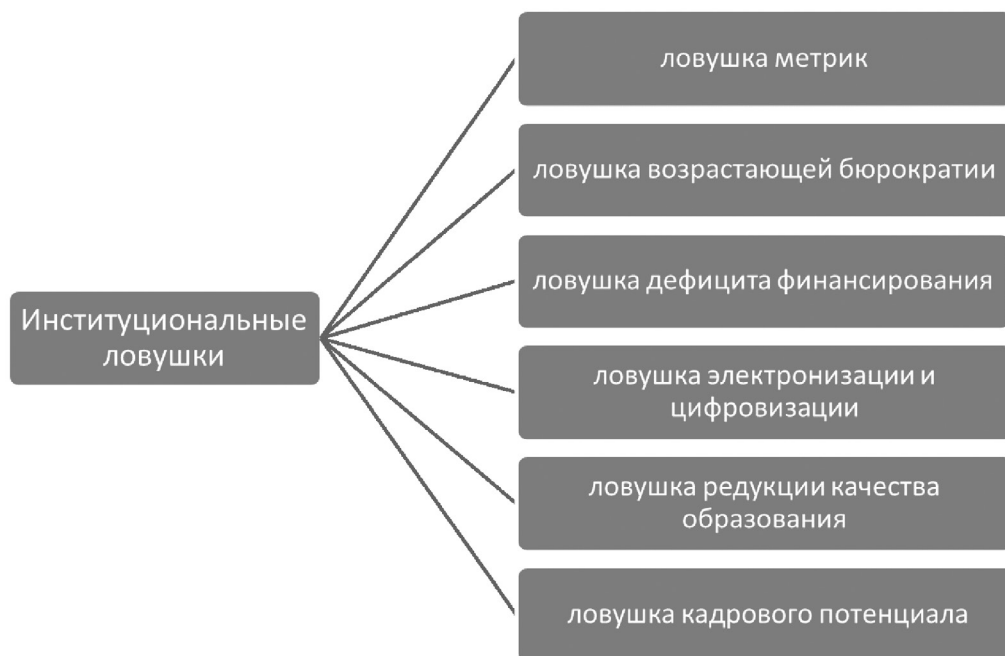 Институциональные
ловушки
ловушка метрик
ловушка возрастающей бюрократии
ловушка дефицита финансирования
ловушка электронизации и
цифровизации
ловушка редукции качества
образования
ловушка кадрового потенциала